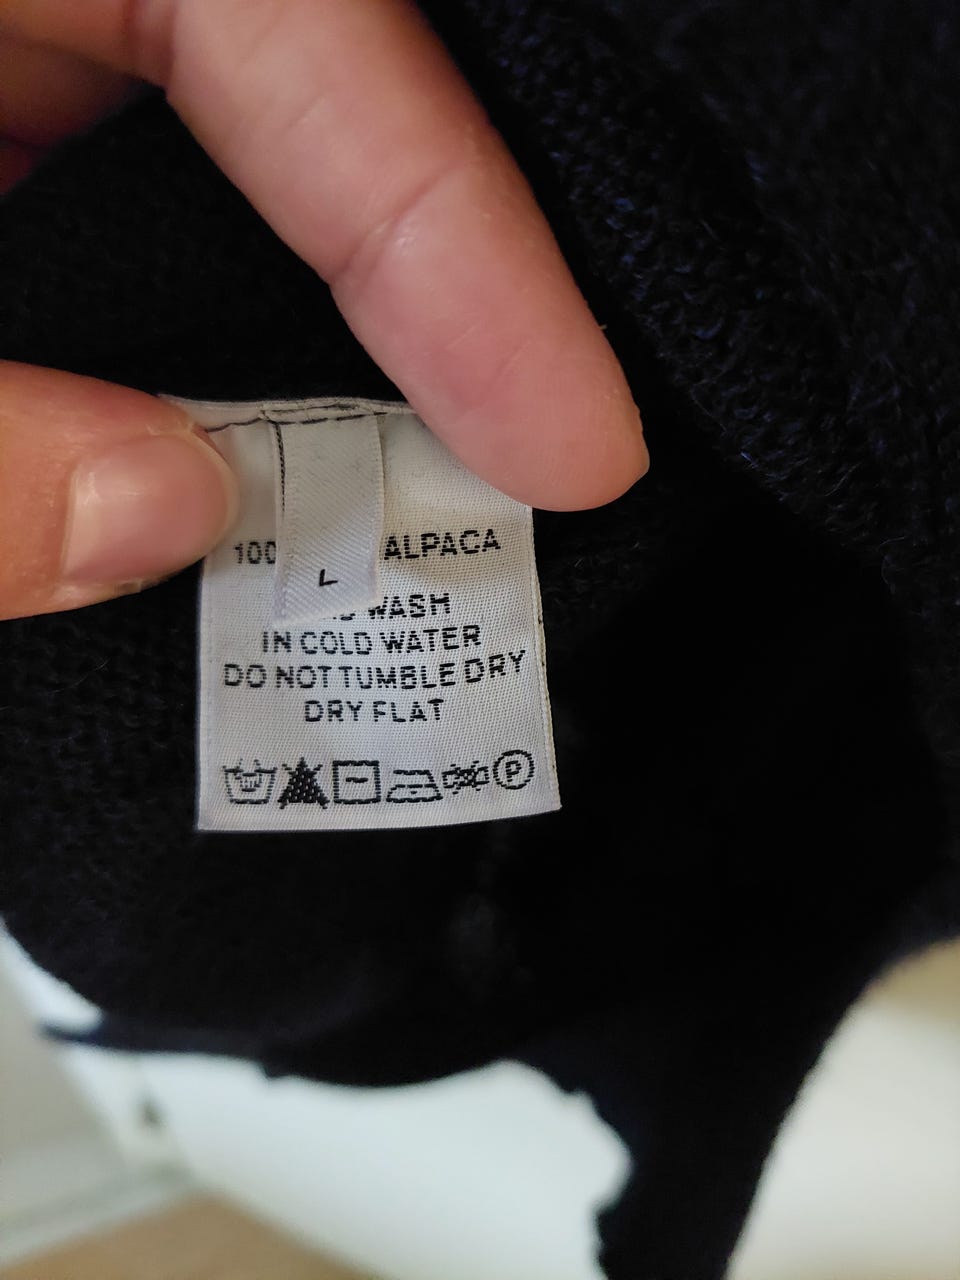 100 ALPACA
L
WASH
IN COLD WATER
DO NOT TUMBLE DRY
DRY FLAT
P